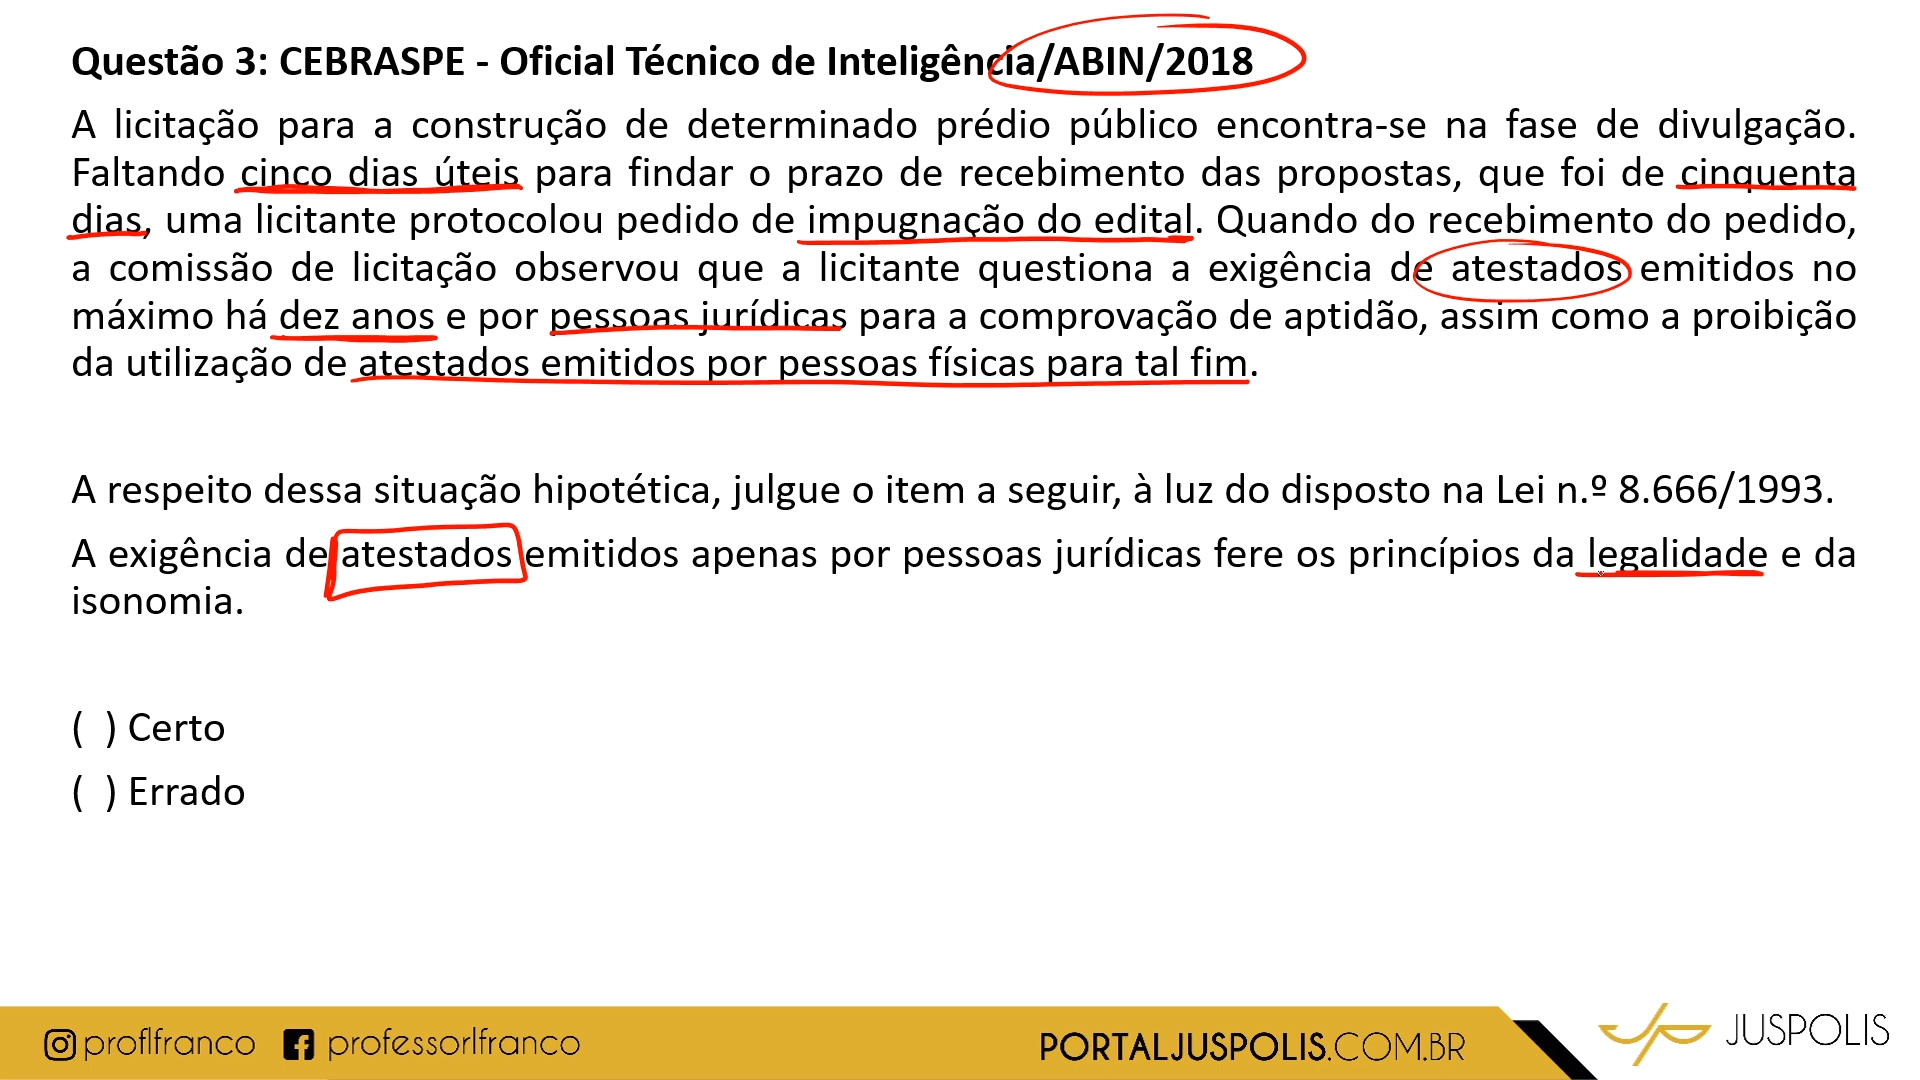 Questão 3: CEBRASPE - Oficial Técnico de Inteligência/ABIN/2018
A licitação para a construção de determinado prédio público encontra-se na fase de divulgação.
Faltando cinco dias úteis para findar o prazo de recebimento das propostas, que foi de cinquenta
dias, uma licitante protocolou pedido de impugnação do edital. Quando do recebimento do pedido,
a comissão de licitação observou que a licitante questiona a exigência de atestados emitidos no
máximo há dez anos e por pessoas jurídicas para a comprovação de aptidão, assim como a proibição
da utilização de atestados emitidos por pessoas físicas para tal fim.
A respeito dessa situação hipotética, julgue o item a seguir, à luz do disposto na Lei n.º 8.666/1993.
A exigência de atestados emitidos apenas por pessoas jurídicas fere os princípios da legalidade e da
isonomia.
( ) Certo
( ) Errado
proflfranco professorlfranco PORTALJUSPOLIS.COM.BR JUSPOLIS